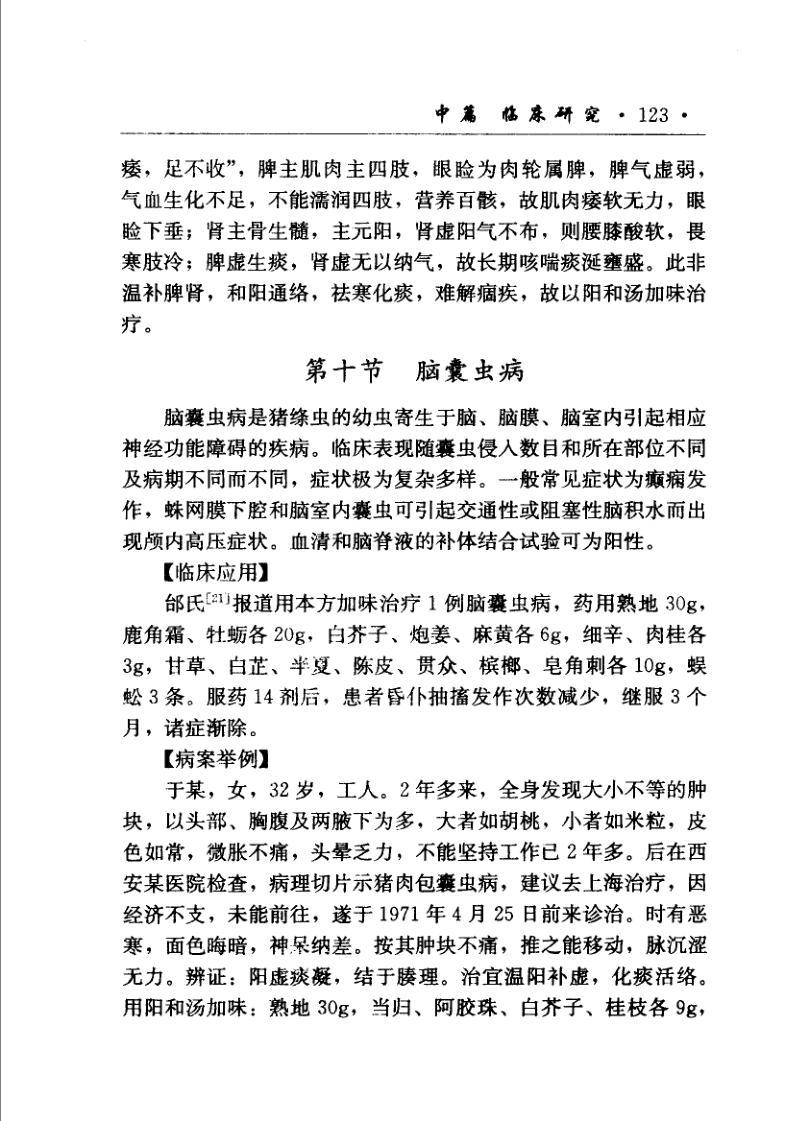 中篇 临床研究 · 123 ·
痿，足不收”，脾主肌肉主四肢，眼睑为肉轮属脾，脾气虚弱，
气血生化不足，不能濡润四肢，营养百骸，故肌肉痿软无力，眼
睑下垂；肾主骨生髓，主元阳，肾虚阳气不布，则腰膝酸软，畏
寒肢冷；脾虚生痰，肾虚无以纳气，故长期咳喘痰涎壅盛。此非
温补脾肾，和阳通络，祛寒化痰，难解痼疾，故以阳和汤加味治
疗。
第十节 脑囊虫病
脑囊虫病是猪绦虫的幼虫寄生于脑、脑膜、脑室内引起相应
神经功能障碍的疾病。临床表现随囊虫侵入数目和所在部位不同
及病期不同而不同，症状极为复杂多样。一般常见症状为癫痫发
作，蛛网膜下腔和脑室内囊虫可引起交通性或阻塞性脑积水而出
现颅内高压症状。血清和脑脊液的补体结合试验可为阳性。
【临床应用】
邰氏[21]报道用本方加味治疗 1 例脑囊虫病，药用熟地 30g，
鹿角霜、牡蛎各 20g，白芥子、炮姜、麻黄各 6g，细辛、肉桂各
3g，甘草、白芷、半夏、陈皮、贯众、槟榔、皂角刺各 10g，蜈
蚣 3 条。服药 14 剂后，患者昏仆抽搐发作次数减少，继服 3 个
月，诸症渐除。
【病案举例】
于某，女，32 岁，工人。2 年多来，全身发现大小不等的肿
块，以头部、胸腹及两腋下为多，大者如胡桃，小者如米粒，皮
色如常，微胀不痛，头晕乏力，不能坚持工作已 2 年多。后在西
安某医院检查，病理切片示猪肉包囊虫病，建议去上海治疗，因
经济不支，未能前往，遂于 1971 年 4 月 25 日前来诊治。时有恶
寒，面色晦暗，神呆纳差。按其肿块不痛，推之能移动，脉沉涩
无力。辨证：阳虚痰凝，结于腠理。治宜温阳补虚，化痰活络。
用阳和汤加味：熟地 30g，当归、阿胶珠、白芥子、桂枝各 9g，